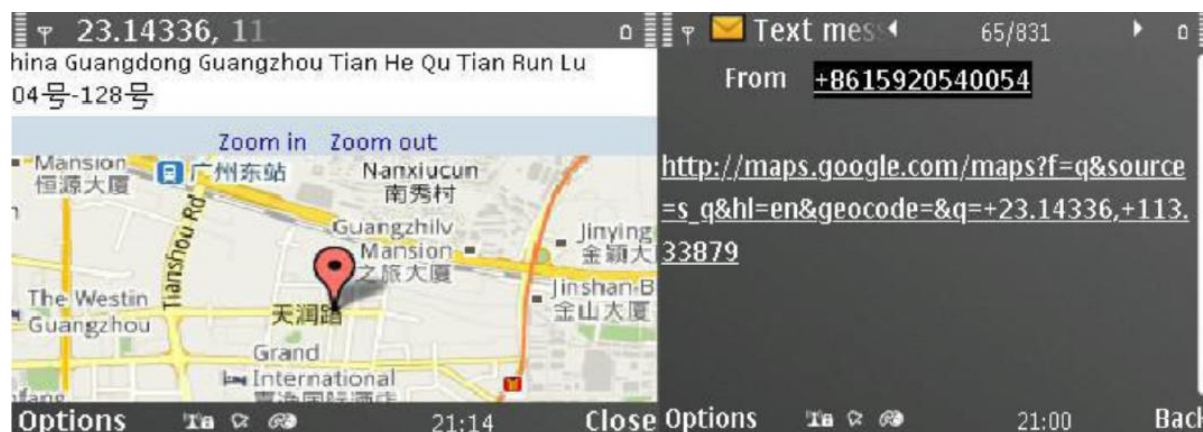 23.14336, 11
hina Guangdong Guangzhou Tian He Qu Tian Run Lu
04号-128号
Zoom in Zoom out
Mansion
恒源大厦
广州东站
Nanxiucun
南秀村
Tianshou Rd
Guangzhilv
Mansion
之旅大厦
Jinying
金颖大
Jinshan B
金山大厦
The Westin
Guangzhou
天润路
Grand
International
Options
21:14
Close
Text mes
65/831
From +8615920540054
http://maps.google.com/maps?f=q&source
=s_q&hl=en&geocode=&q=+23.14336,+113.
33879
Options
21:00
Back